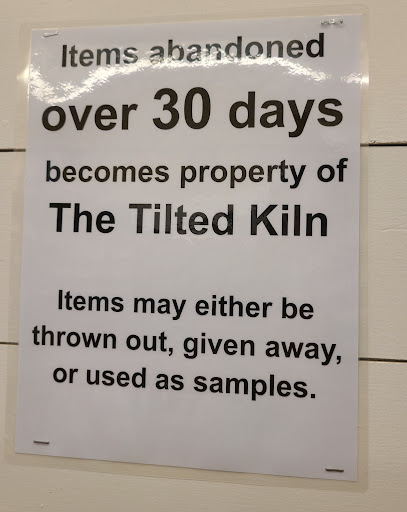 Items abandoned
over 30 days
becomes property of
The Tilted Kiln
Items may either be
thrown out, given away,
or used as samples.